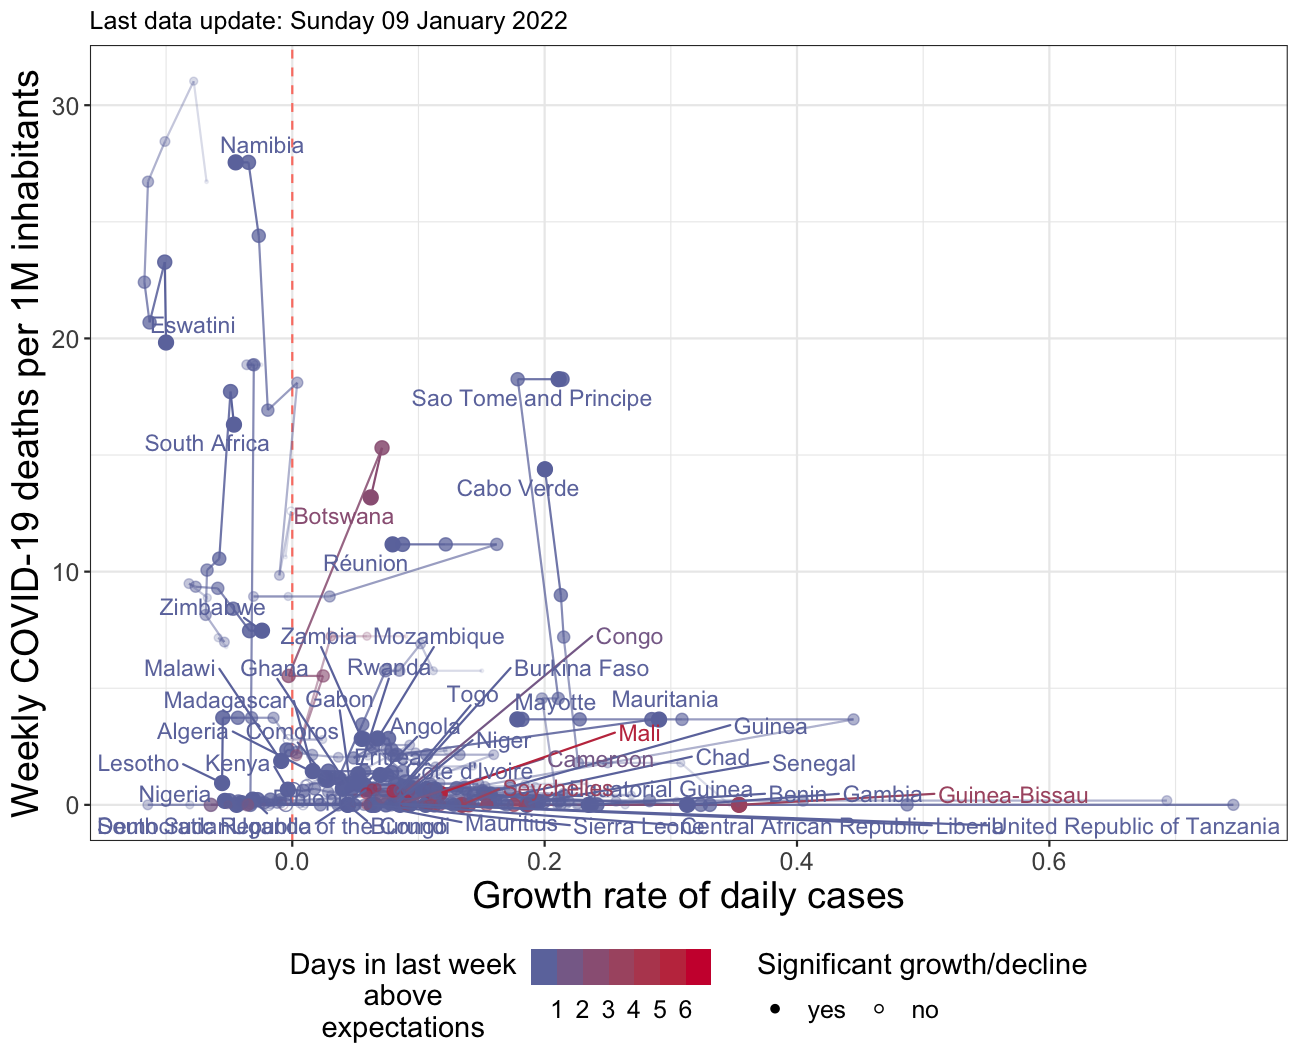 Last data update: Sunday 09 January 2022
Weekly COVID-19 deaths per 1M inhabitants
30
20
10
0
Namibia
Eswatini
Sao Tome and Principe
South Africa
Cabo Verde
Botswana
Réunion
Zimbabwe
Zambia Mozambique Congo
Malawi Ghana Rwanda Burkina Faso
Madagascar Gabon Togo Mayotte Mauritania
Algeria Comoros Angola Niger Mali Guinea
Lesotho Kenya Eritrea Côte d'Ivoire Cameroon Chad Senegal
Nigeria Seychelles Equatorial Guinea Benin Gambia Guinea-Bissau
Democratic Republic of the Congo Burundi Mauritius Sierra Leone Central African Republic Liberia United Republic of Tanzania
South Sudan Uganda
0.0 0.2 0.4 0.6
Growth rate of daily cases
Days in last week
above
expectations
1 2 3 4 5 6
Significant growth/decline
yes no